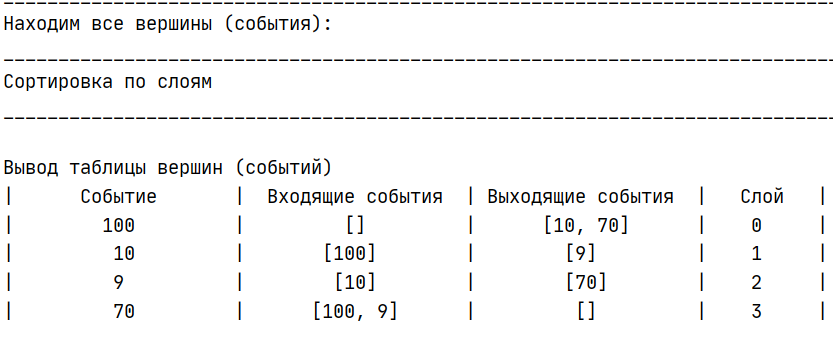 Находим все вершины (события):
Сортировка по слоям
Вывод таблицы вершин (событий)
| Событие | Входящие события | Выходящие события | Слой |
| 100 | [] | [10, 70] | 0 |
| 10 | [100] | [9] | 1 |
| 9 | [10] | [70] | 2 |
| 70 | [100, 9] | [] | 3 |